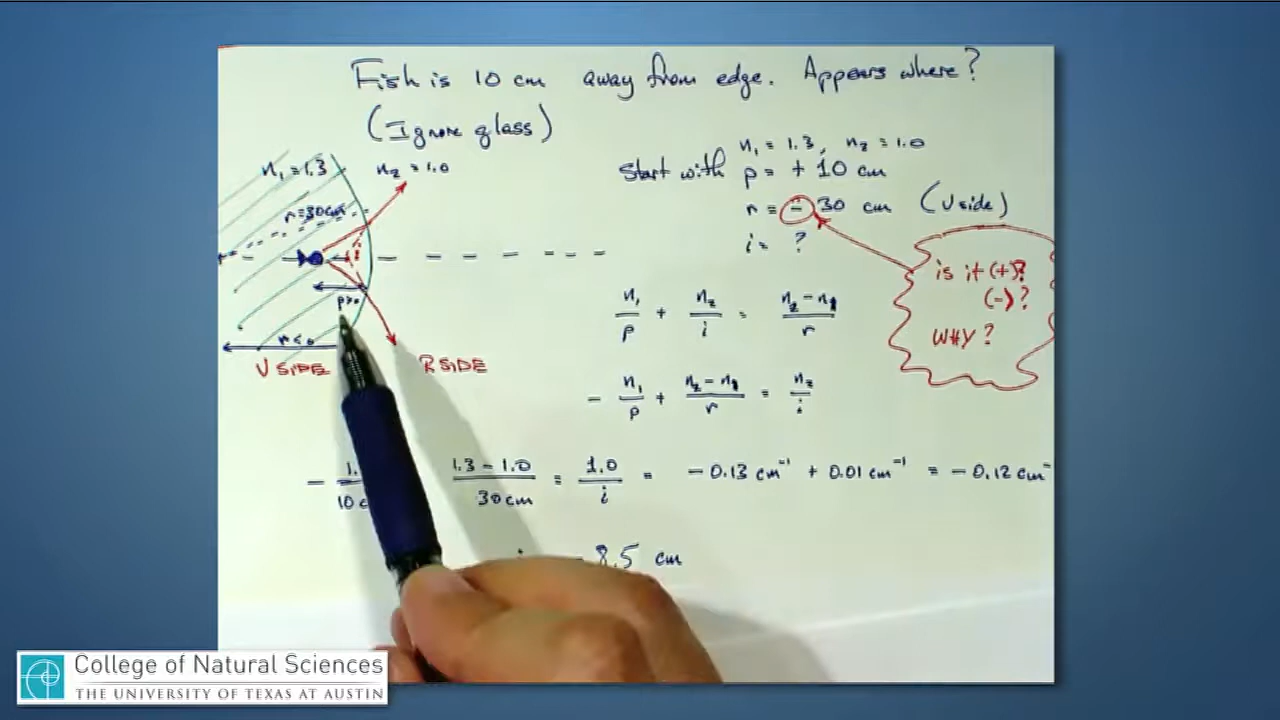 Fish is 10 cm away from edge. Appears where?
(Ignore glass)
n₁ = 1.3, n₂ = 1.0
Start with p = + 10 cm
r = - 30 cm (V side)
i = ?
n₁ = 1.3
n₂ = 1.0
r = 30cm
p>0
r<0
V SIDE
R SIDE
is it (+)?
(-)?
WHY?
n₁/p + n₂/i = n₂-n₁/r
- n₁/p + n₂-n₁/r = n₂/i
- 1. /10 c 1.3-1.0/30cm = 1.0/i = -0.13 cm⁻¹ + 0.01 cm⁻¹ = -0.12 cm⁻
8.5 cm
College of Natural Sciences
THE UNIVERSITY OF TEXAS AT AUSTIN